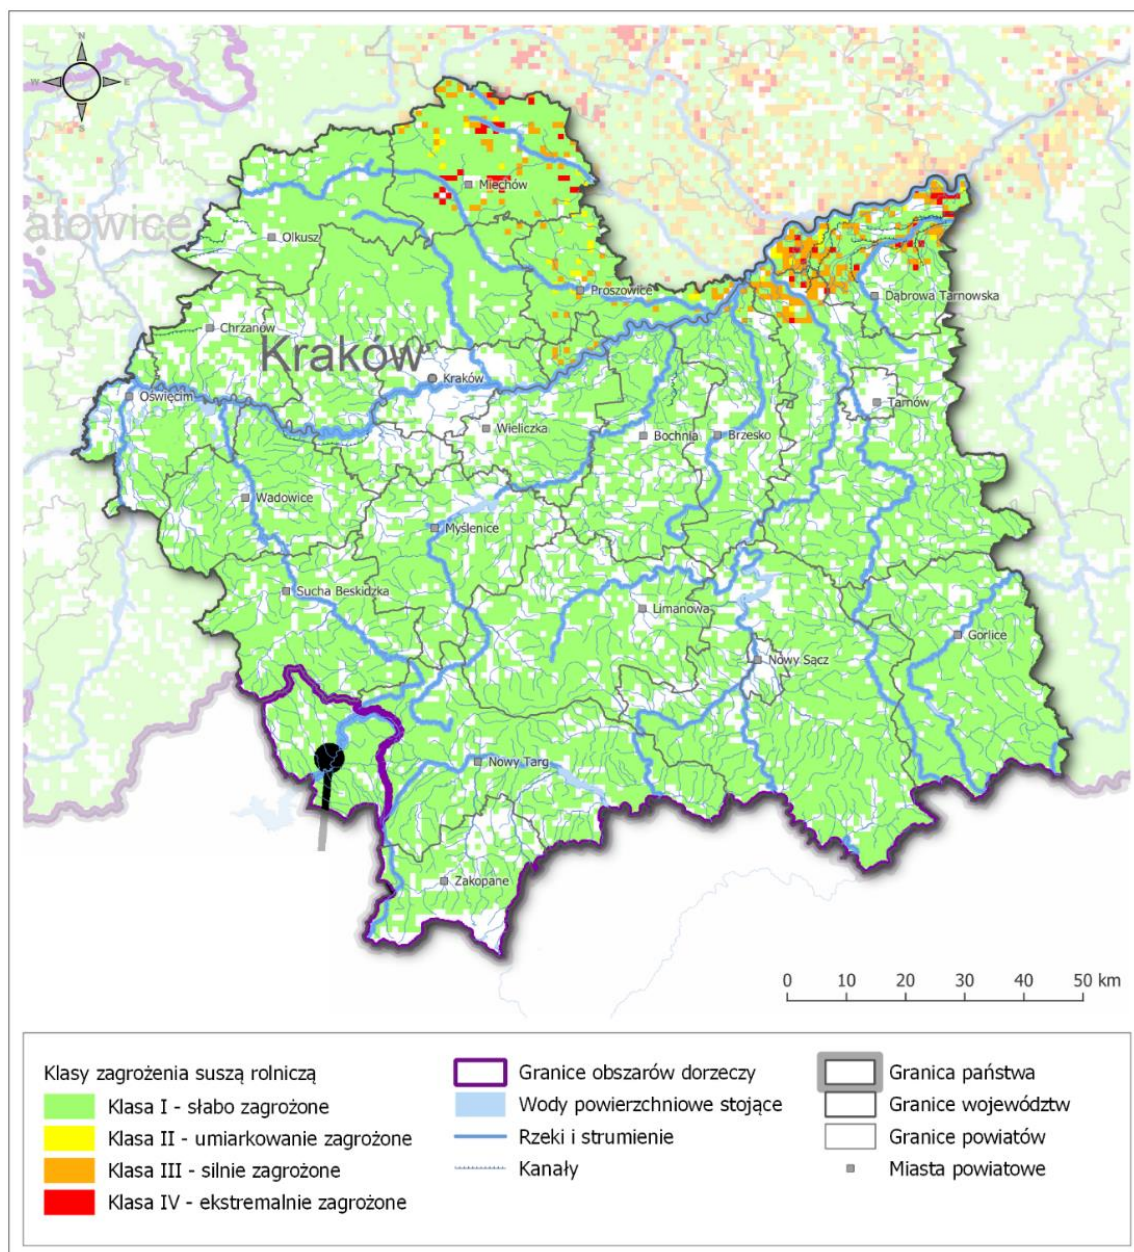 N
W E
S
atowice
Miechów
Olkusz
Proszowice
Dąbrowa Tarnowska
Chrzanów
Kraków
Kraków
Oświęcim
Tarnów
Wieliczka
Bochnia
Brzesko
Wadowice
Myślenice
Sucha Beskidzka
Limanowa
Gorlice
Nowy Sącz
Nowy Targ
Zakopane
0 10 20 30 40 50 km
Klasy zagrożenia suszą rolniczą
Klasa I - słabo zagrożone
Klasa II - umiarkowanie zagrożone
Klasa III - silnie zagrożone
Klasa IV - ekstremalnie zagrożone
Granice obszarów dorzeczy
Wody powierzchniowe stojące
Rzeki i strumienie
Kanały
Granica państwa
Granice województw
Granice powiatów
Miasta powiatowe